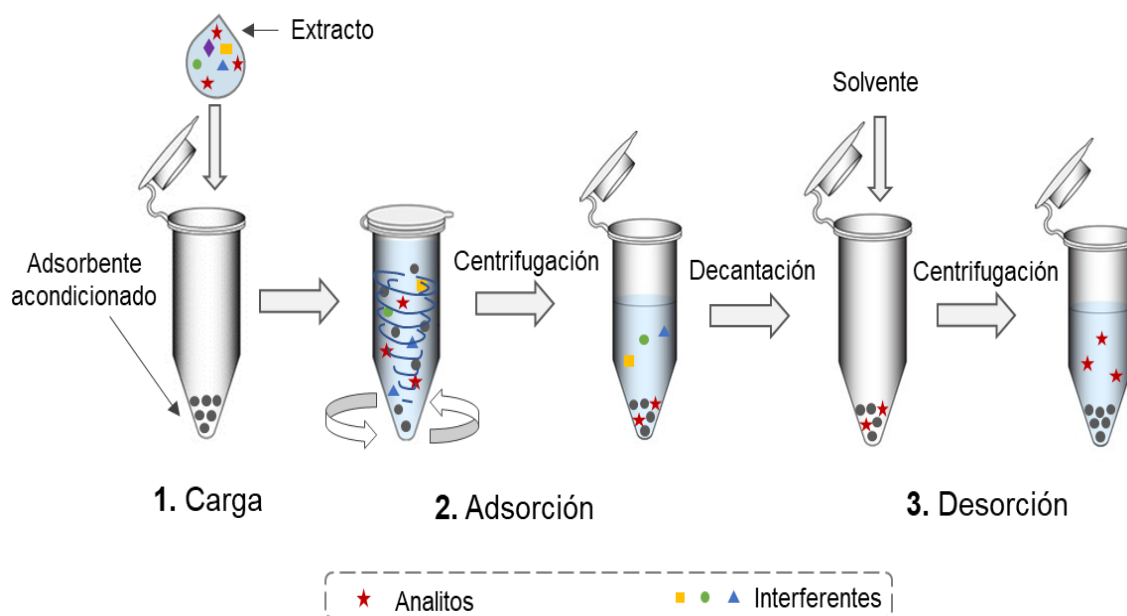 Extracto
Solvente
Adsorbente
acondicionado
Centrifugación
Decantación
Centrifugación
1. Carga
2. Adsorción
3. Desorción
Analitos
Interferentes